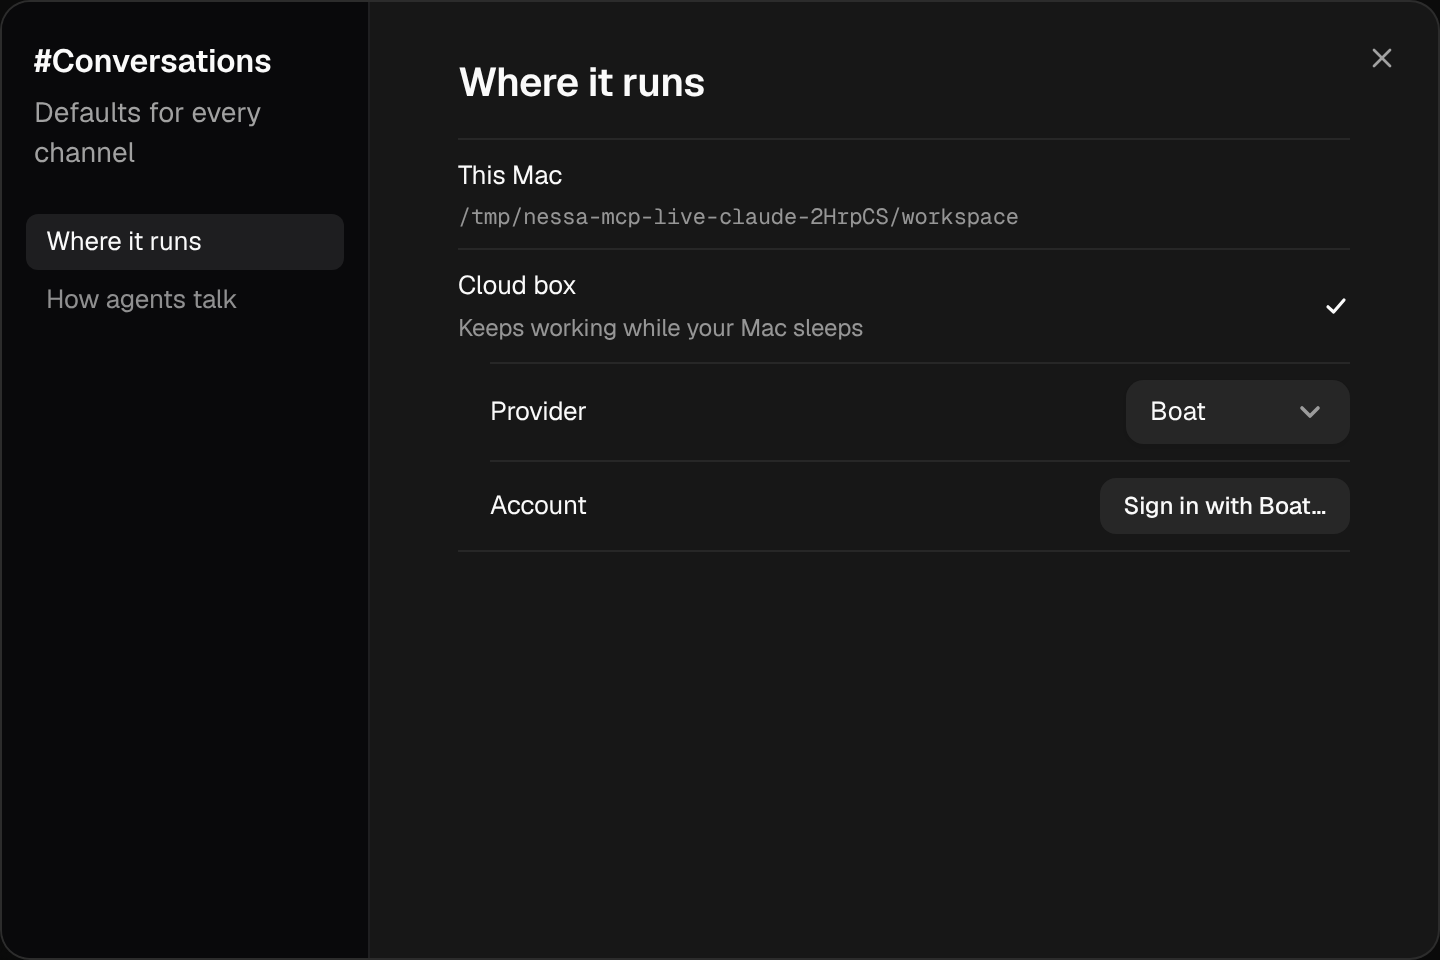 #Conversations
Defaults for every
channel
Where it runs
How agents talk
Where it runs
This Mac
/tmp/nessa-mcp-live-claude-2HrpCS/workspace
Cloud box
Keeps working while your Mac sleeps
Provider
Boat
Account
Sign in with Boat…